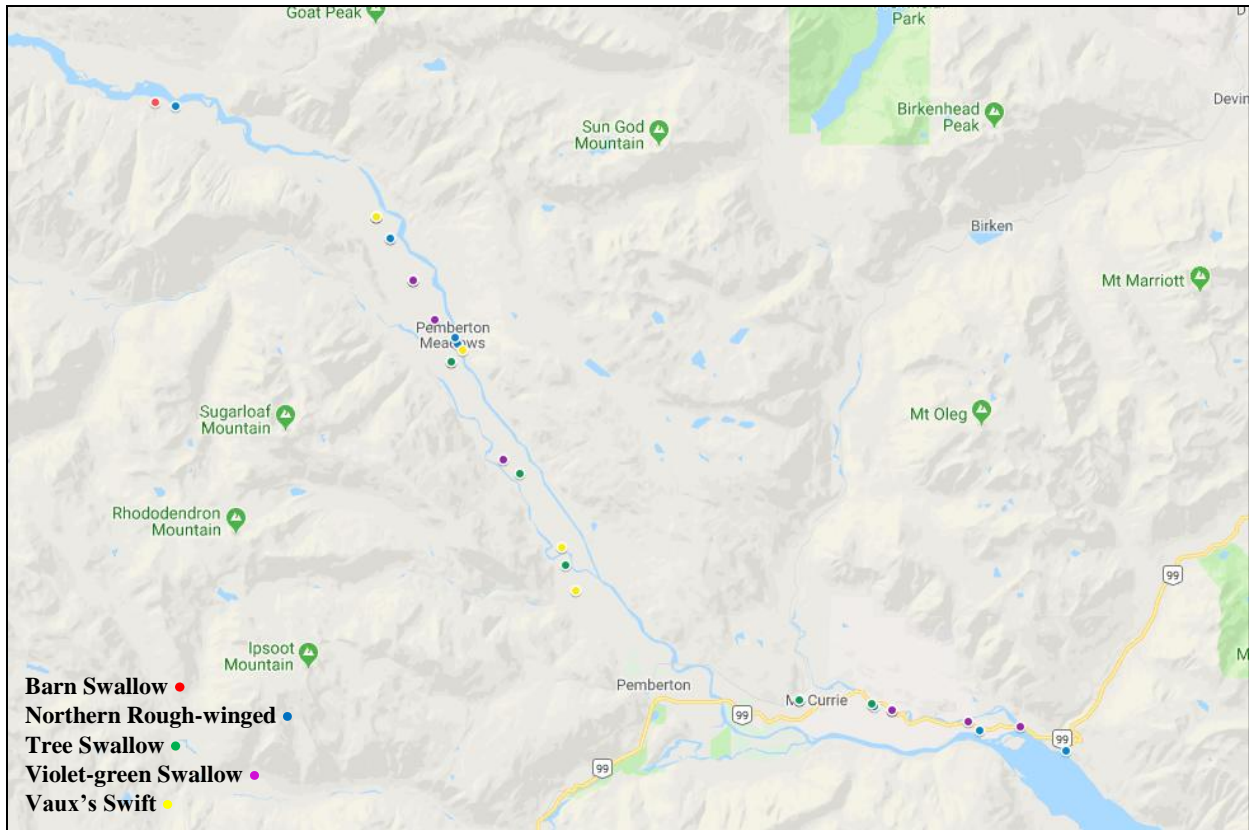 Goat Peak
Park
Devin
Birkenhead
Peak
Sun God
Mountain
Birken
Mt Marriott
Pemberton
Meadows
Sugarloaf
Mountain
Mt Oleg
Rhododendron
Mountain
99
Ipsoot
Mountain
M
Pemberton
Mt Currie
99
99
99
Barn Swallow
Northern Rough-winged
Tree Swallow
Violet-green Swallow
Vaux's Swift